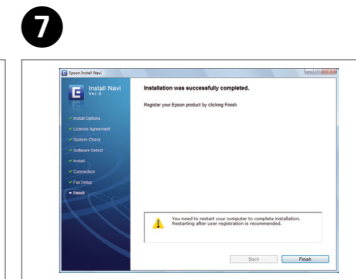 7
Epson Install Navi
E Install Navi
Ver. 6
Installation was successfully completed.
Register your Epson product by clicking Finish.
Install Options
License Agreement
System Check
Software Select
Install
Connection
Fax Setup
Finish
You need to restart your computer to complete installation.
Restarting after user registration is recommended.
Back
Finish